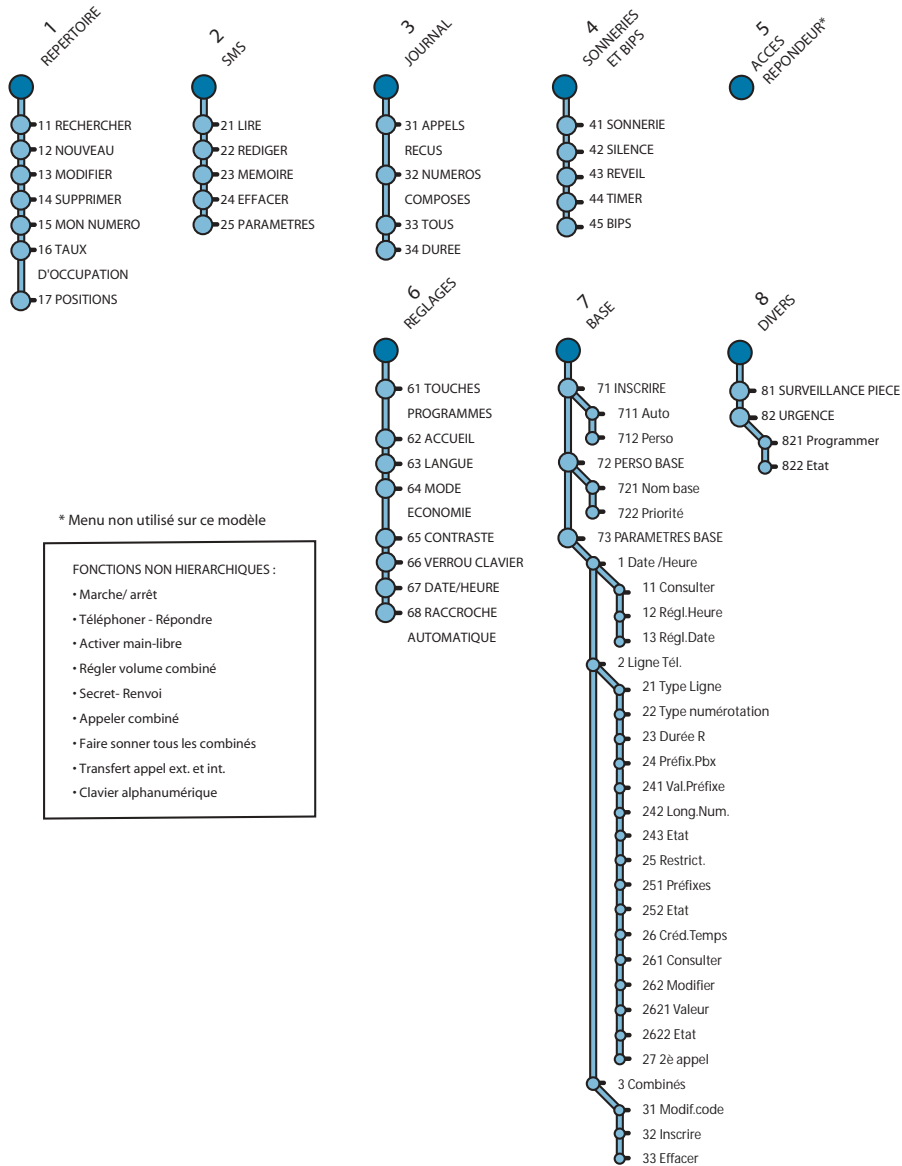 1
REPERTOIRE
11 RECHERCHER
12 NOUVEAU
13 MODIFIER
14 SUPPRIMER
15 MON NUMERO
16 TAUX
D'OCCUPATION
17 POSITIONS
2
SMS
21 LIRE
22 REDIGER
23 MEMOIRE
24 EFFACER
25 PARAMETRES
3
JOURNAL
31 APPELS
RECUS
32 NUMEROS
COMPOSES
33 TOUS
34 DUREE
4
SONNERIES
ET BIPS
41 SONNERIE
42 SILENCE
43 REVEIL
44 TIMER
45 BIPS
5
ACCES
REPONDEUR*
6
REGLAGES
61 TOUCHES
PROGRAMMES
62 ACCUEIL
63 LANGUE
64 MODE
ECONOMIE
65 CONTRASTE
66 VERROU CLAVIER
67 DATE/HEURE
68 RACCROCHE
AUTOMATIQUE
7
BASE
71 INSCRIRE
711 Auto
712 Perso
72 PERSO BASE
721 Nom base
722 Priorité
73 PARAMETRES BASE
1 Date /Heure
11 Consulter
12 Régl.Heure
13 Régl.Date
2 Ligne Tél.
21 Type Ligne
22 Type numérotation
23 Durée R
24 Préfix.Pbx
241 Val.Préfixe
242 Long.Num.
243 Etat
25 Restrict.
251 Préfixes
252 Etat
26 Créd.Temps
261 Consulter
262 Modifier
2621 Valeur
2622 Etat
27 2è appel
3 Combinés
31 Modif.code
32 Inscrire
33 Effacer
8
DIVERS
81 SURVEILLANCE PIECE
82 URGENCE
821 Programmer
822 Etat
* Menu non utilisé sur ce modèle
FONCTIONS NON HIERARCHIQUES :
• Marche/ arrêt
• Téléphoner - Répondre
• Activer main-libre
• Régler volume combiné
• Secret- Renvoi
• Appeler combiné
• Faire sonner tous les combinés
• Transfert appel ext. et int.
• Clavier alphanumérique